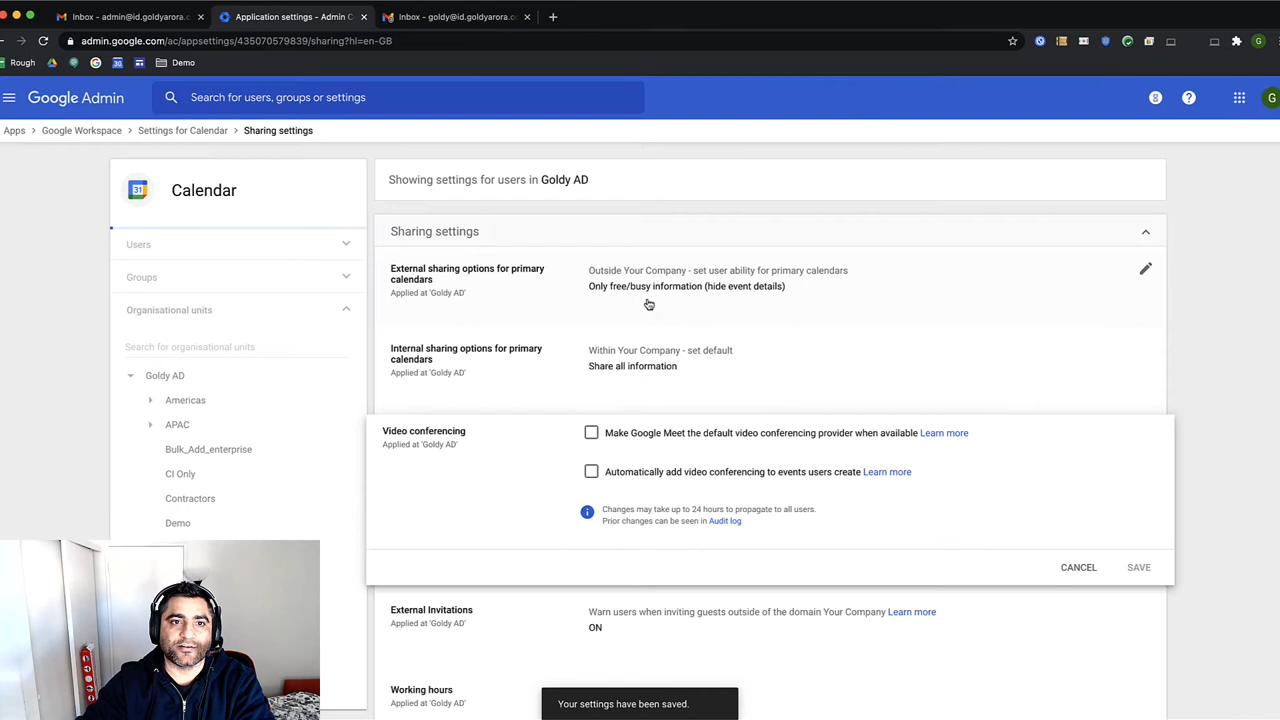 Inbox - admin@id.goldyarora.c
Application settings - Admin C
Inbox - goldy@id.goldyarora.co
admin.google.com/ac/appsettings/435070579839/sharing?hl=en-GB
Rough
Demo
Google Admin
Search for users, groups or settings
G
Apps > Google Workspace > Settings for Calendar > Sharing settings
31
Calendar
Users
Groups
Organisational units
Search for organisational units
Goldy AD
Americas
APAC
Bulk_Add_enterprise
CI Only
Contractors
Demo
Showing settings for users in Goldy AD
Sharing settings
External sharing options for primary
calendars
Applied at 'Goldy AD'
Outside Your Company - set user ability for primary calendars
Only free/busy information (hide event details)
Internal sharing options for primary
calendars
Applied at 'Goldy AD'
Within Your Company - set default
Share all information
Video conferencing
Applied at 'Goldy AD'
Make Google Meet the default video conferencing provider when available Learn more
Automatically add video conferencing to events users create Learn more
Changes may take up to 24 hours to propagate to all users.
Prior changes can be seen in Audit log
CANCEL
SAVE
External Invitations
Applied at 'Goldy AD'
Warn users when inviting guests outside of the domain Your Company Learn more
ON
Working hours
Applied at 'Goldy AD'
Your settings have been saved.